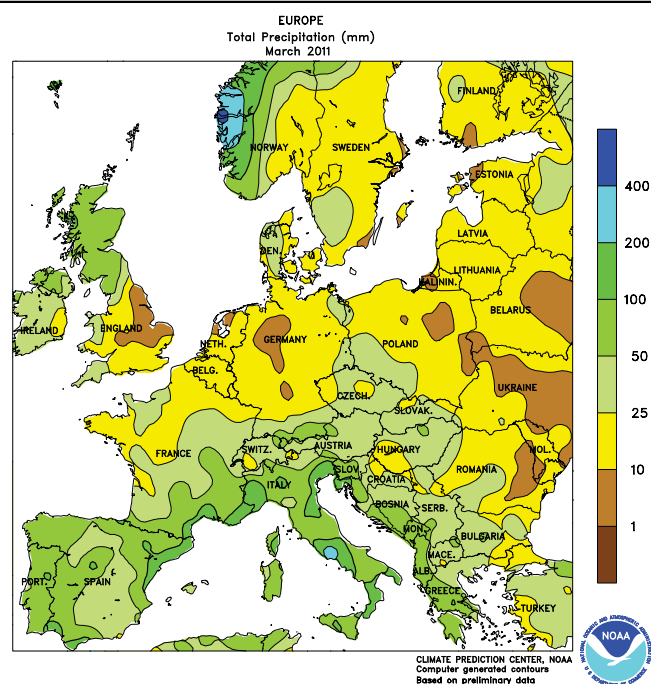 EUROPE
Total Precipitation (mm)
March 2011
FINLAND
NORWAY
SWEDEN
ESTONIA
LATVIA
LITHUANIA
KALININ.
BELARUS
DEN.
IRELAND
ENGLAND
NETH.
BELG.
GERMANY
POLAND
UKRAINE
CZECH.
SLOVAK.
MOL.
FRANCE
SWITZ.
AUSTRIA
HUNGARY
ROMANIA
SLOV.
CROATIA
ITALY
BOSNIA
SERB.
MON.
BULGARIA
MACE.
ALB.
GREECE
TURKEY
PORT.
SPAIN
400
200
100
50
25
10
1
NOAA
CLIMATE PREDICTION CENTER, NOAA
Computer generated contours
Based on preliminary data